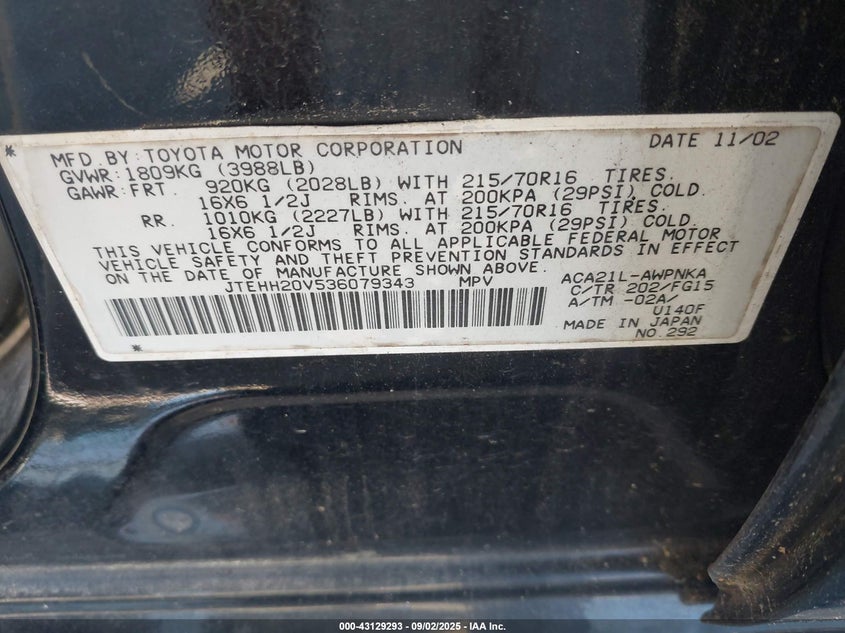 MFD.BY:TOYOTA MOTOR CORPORATION DATE 11/02
GVWR:1809KG (3988LB)
GAWR:FRT. 920KG (2028LB) WITH 215/70R16 TIRES.
16X6 1/2J RIMS. AT 200KPA (29PSI) COLD.
RR. 1010KG (2227LB) WITH 215/70R16 TIRES.
16X6 1/2J RIMS. AT 200KPA (29PSI) COLD.
THIS VEHICLE CONFORMS TO ALL APPLICABLE FEDERAL MOTOR
VEHICLE SAFETY AND THEFT PREVENTION STANDARDS IN EFFECT
ON THE DATE OF MANUFACTURE SHOWN ABOVE.
JTEHH20V536079343 MPV
ACA21L-AWPNKA
C/TR 202/FG15
A/TM -02A/
U140F
MADE IN JAPAN
NO.292
000-43129293 - 09/02/2025 - IAA Inc.